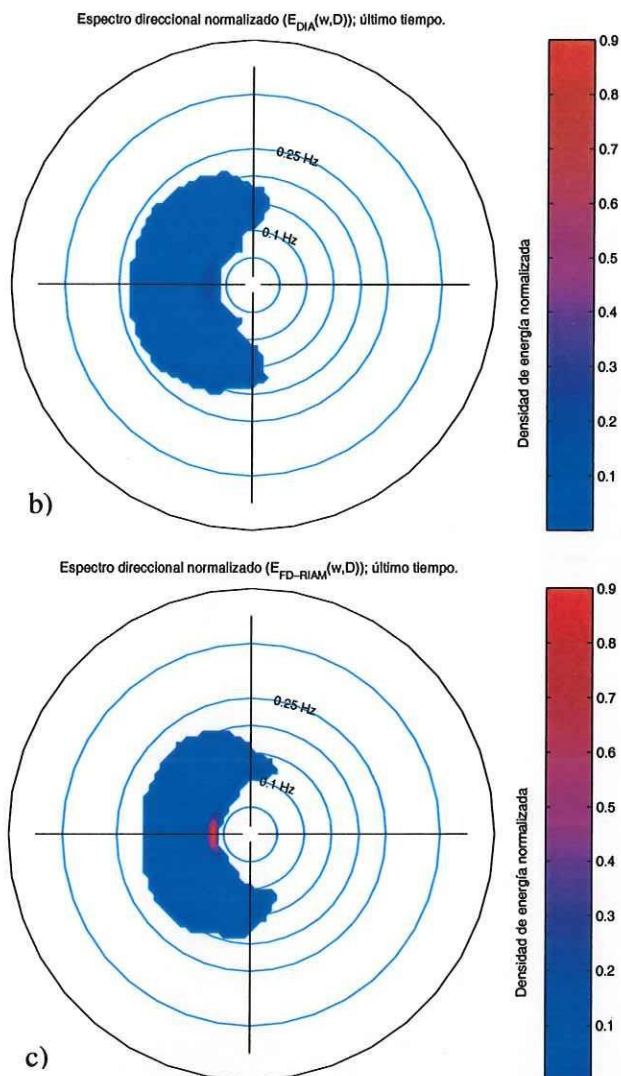 Espectro direccional normalizado (E_DIA(w,D)); último tiempo.
0.25 Hz
0.1 Hz
b)
Densidad de energía normalizada
0.9
0.8
0.7
0.6
0.5
0.4
0.3
0.2
0.1
Espectro direccional normalizado (E_FD-RIAM(w,D)); último tiempo.
0.25 Hz
0.1 Hz
c)
Densidad de energía normalizada
0.9
0.8
0.7
0.6
0.5
0.4
0.3
0.2
0.1